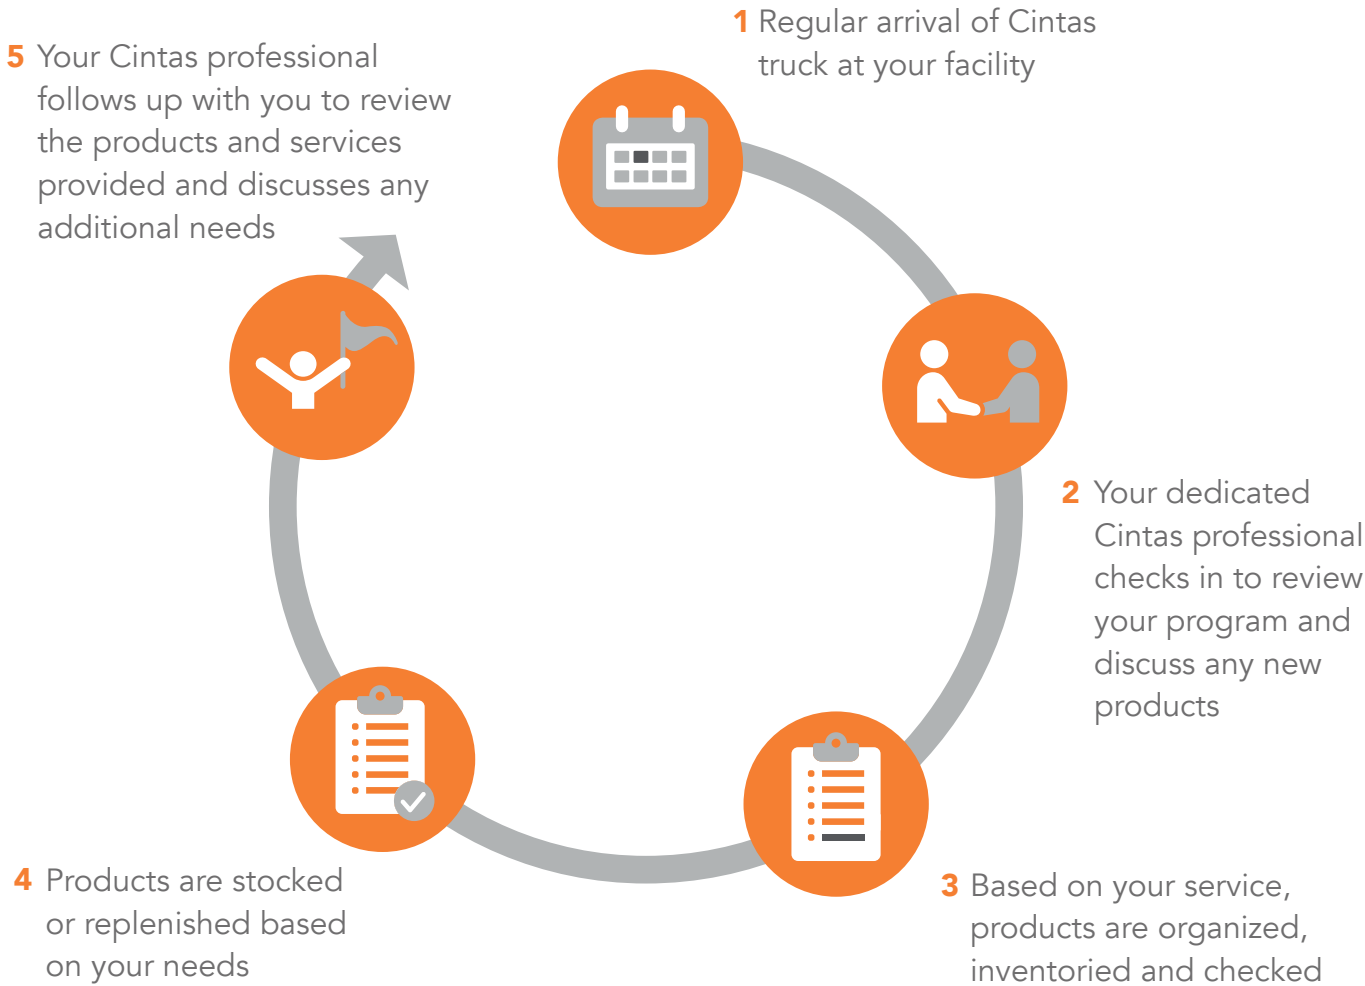 1 Regular arrival of Cintas
truck at your facility
2 Your dedicated
Cintas professional
checks in to review
your program and
discuss any new
products
3 Based on your service,
products are organized,
inventoried and checked
4 Products are stocked
or replenished based
on your needs
5 Your Cintas professional
follows up with you to review
the products and services
provided and discusses any
additional needs